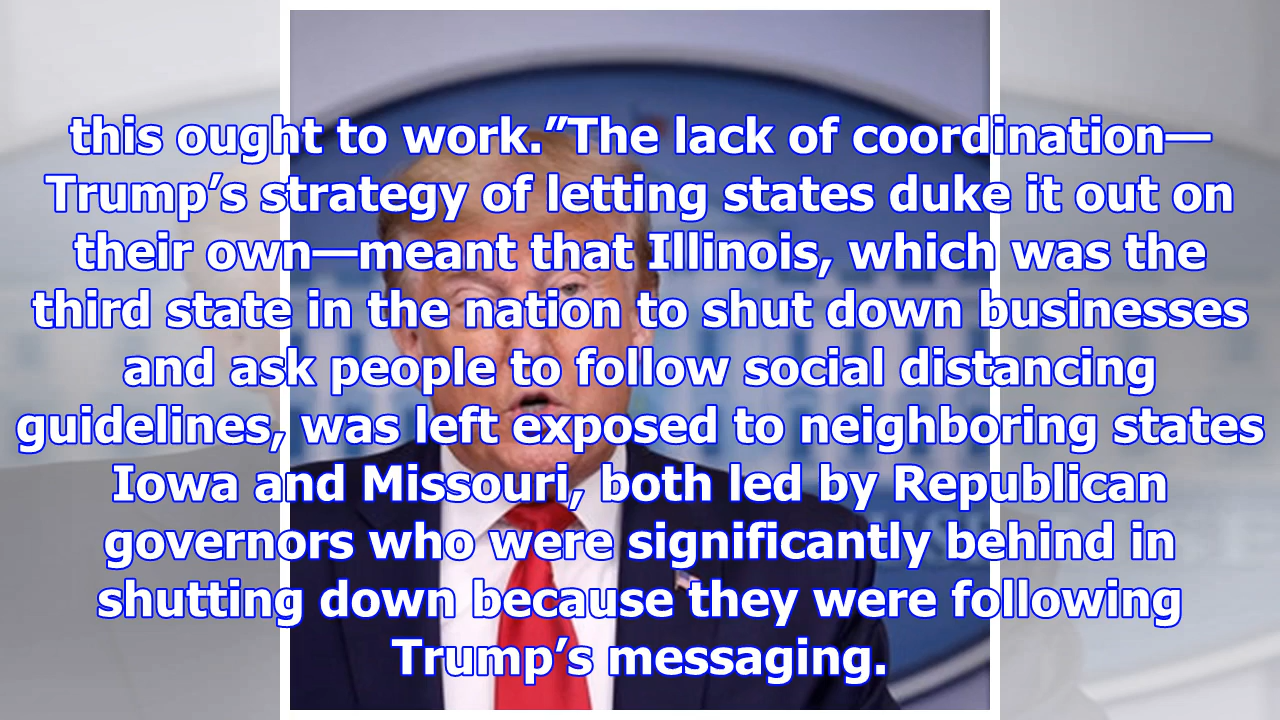 this ought to work.”The lack of coordination—
Trump’s strategy of letting states duke it out on
their own—meant that Illinois, which was the
third state in the nation to shut down businesses
and ask people to follow social distancing
guidelines, was left exposed to neighboring states
Iowa and Missouri, both led by Republican
governors who were significantly behind in
shutting down because they were following
Trump’s messaging.